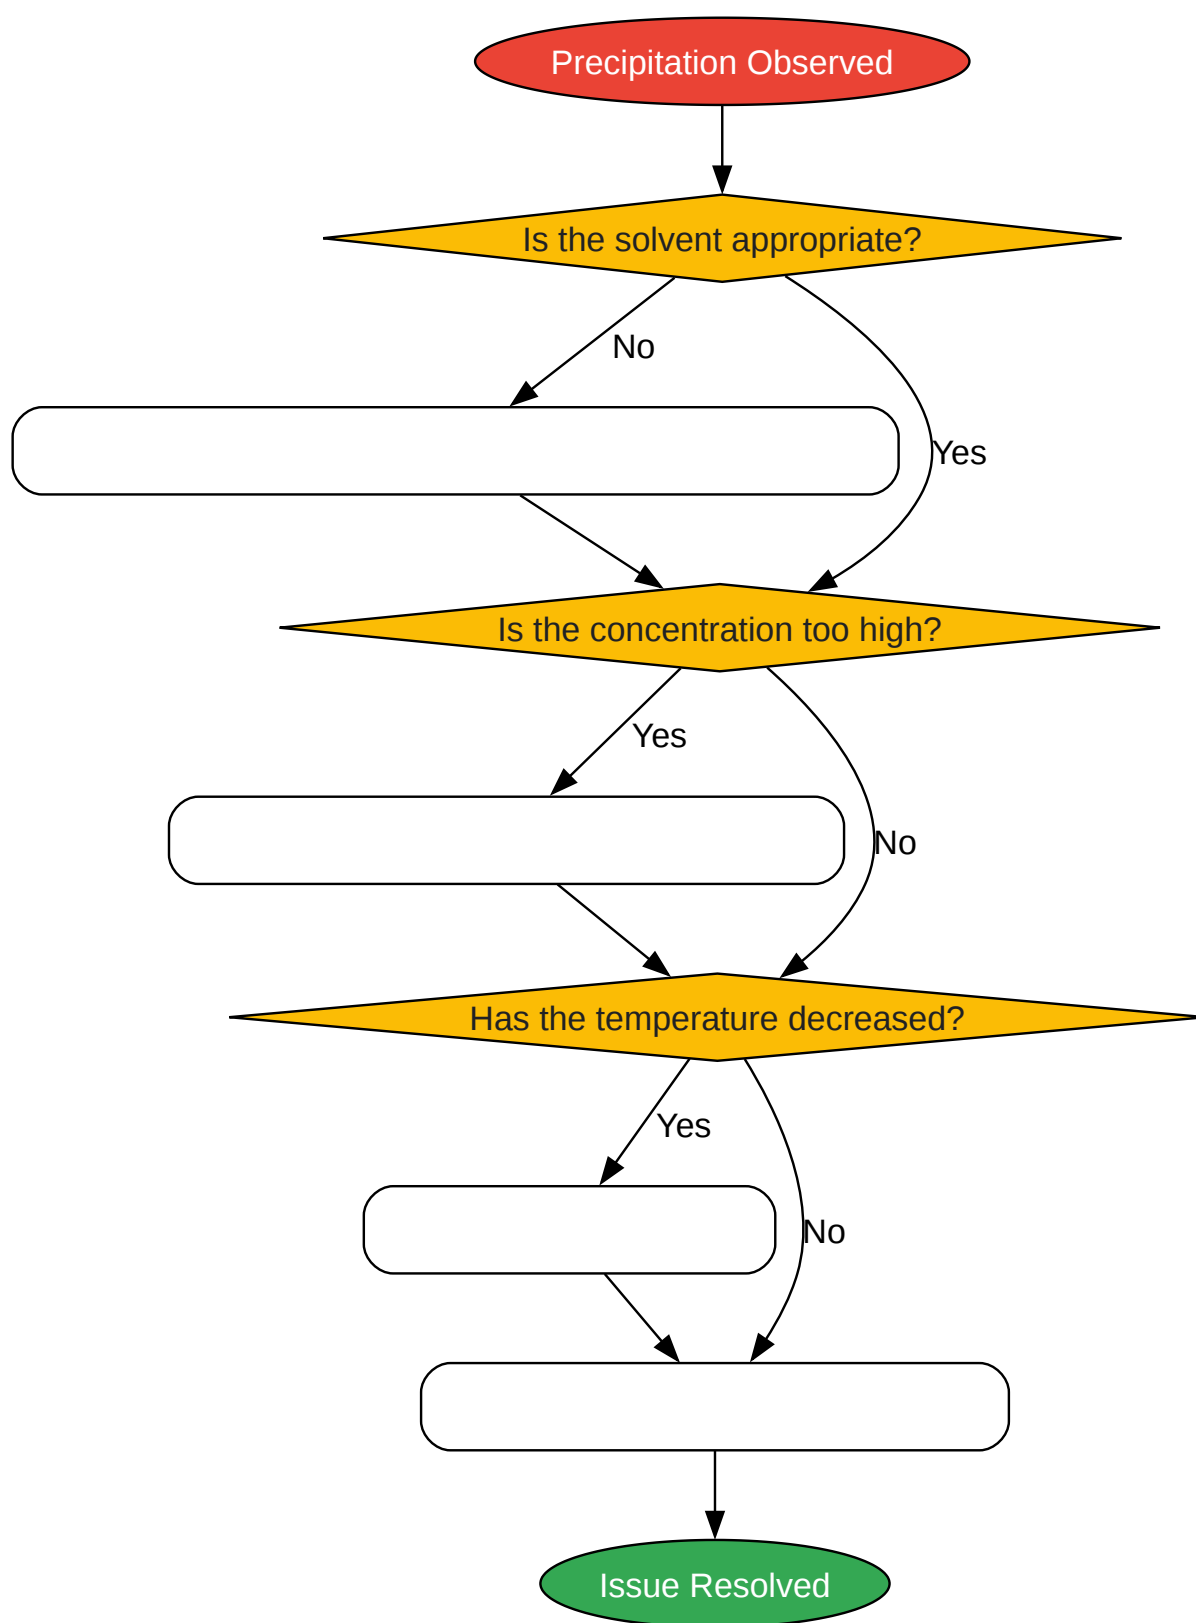 Precipitation Observed
Is the solvent appropriate?
No
Yes
Is the concentration too high?
Yes
No
Has the temperature decreased?
Yes
No
Issue Resolved